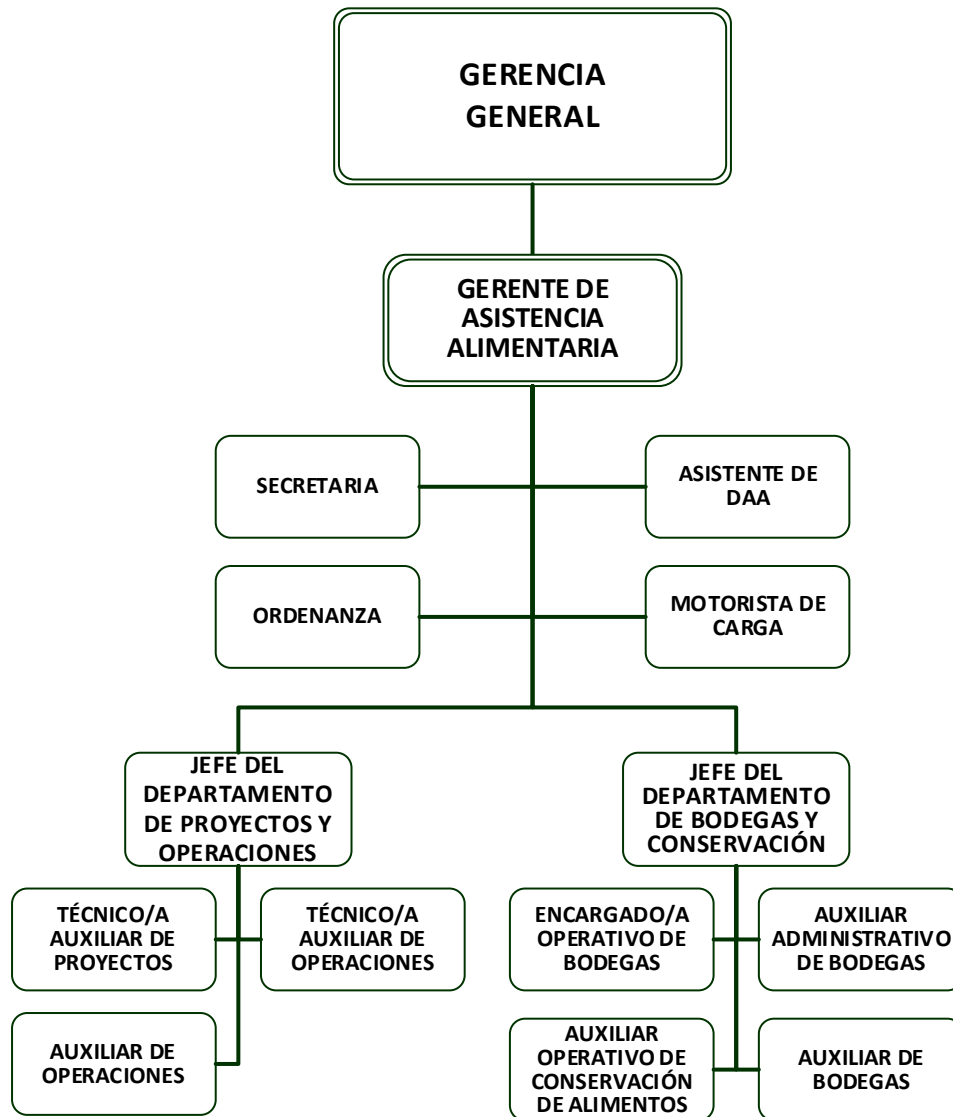 GERENCIA
GENERAL
GERENTE DE
ASISTENCIA
ALIMENTARIA
SECRETARIA
ASISTENTE DE
DAA
ORDENANZA
MOTORISTA DE
CARGA
JEFE DEL
DEPARTAMENTO
DE PROYECTOS Y
OPERACIONES
JEFE DEL
DEPARTAMENTO
DE BODEGAS Y
CONSERVACIÓN
TÉCNICO/A
AUXILIAR DE
PROYECTOS
TÉCNICO/A
AUXILIAR DE
OPERACIONES
ENCARGADO/A
OPERATIVO DE
BODEGAS
AUXILIAR
ADMINISTRATIVO
DE BODEGAS
AUXILIAR DE
OPERACIONES
AUXILIAR
OPERATIVO DE
CONSERVACIÓN
DE ALIMENTOS
AUXILIAR DE
BODEGAS